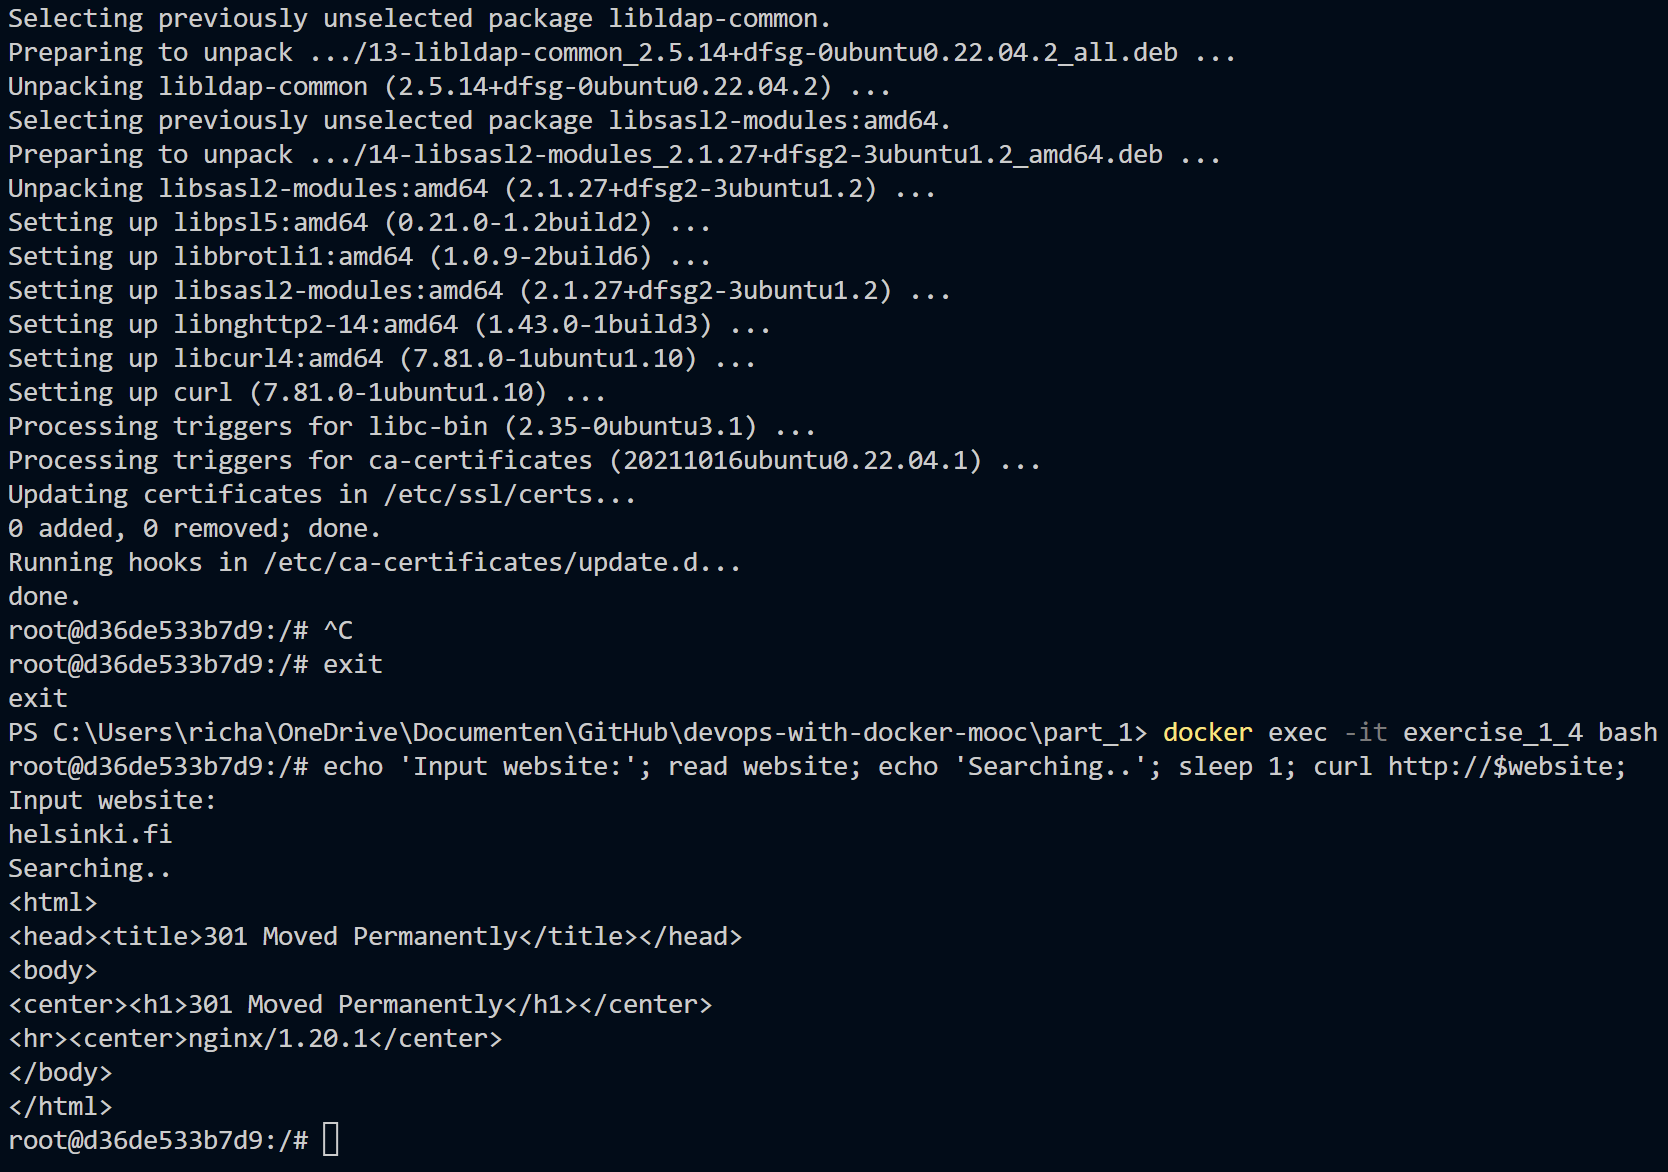 Selecting previously unselected package libldap-common.
Preparing to unpack .../13-libldap-common_2.5.14+dfsg-0ubuntu0.22.04.2_all.deb ...
Unpacking libldap-common (2.5.14+dfsg-0ubuntu0.22.04.2) ...
Selecting previously unselected package libsasl2-modules:amd64.
Preparing to unpack .../14-libsasl2-modules_2.1.27+dfsg2-3ubuntu1.2_amd64.deb ...
Unpacking libsasl2-modules:amd64 (2.1.27+dfsg2-3ubuntu1.2) ...
Setting up libpsl5:amd64 (0.21.0-1.2build2) ...
Setting up libbrotli1:amd64 (1.0.9-2build6) ...
Setting up libsasl2-modules:amd64 (2.1.27+dfsg2-3ubuntu1.2) ...
Setting up libnghttp2-14:amd64 (1.43.0-1build3) ...
Setting up libcurl4:amd64 (7.81.0-1ubuntu1.10) ...
Setting up curl (7.81.0-1ubuntu1.10) ...
Processing triggers for libc-bin (2.35-0ubuntu3.1) ...
Processing triggers for ca-certificates (20211016ubuntu0.22.04.1) ...
Updating certificates in /etc/ssl/certs...
0 added, 0 removed; done.
Running hooks in /etc/ca-certificates/update.d...
done.
root@d36de533b7d9:/# ^C
root@d36de533b7d9:/# exit
exit
PS C:\Users\richa\OneDrive\Documenten\GitHub\devops-with-docker-mooc\part_1> docker exec -it exercise_1_4 bash
root@d36de533b7d9:/# echo 'Input website:'; read website; echo 'Searching..'; sleep 1; curl http://$website;
Input website:
helsinki.fi
Searching..
<html>
<head><title>301 Moved Permanently</title></head>
<body>
<center><h1>301 Moved Permanently</h1></center>
<hr><center>nginx/1.20.1</center>
</body>
</html>
root@d36de533b7d9:/#